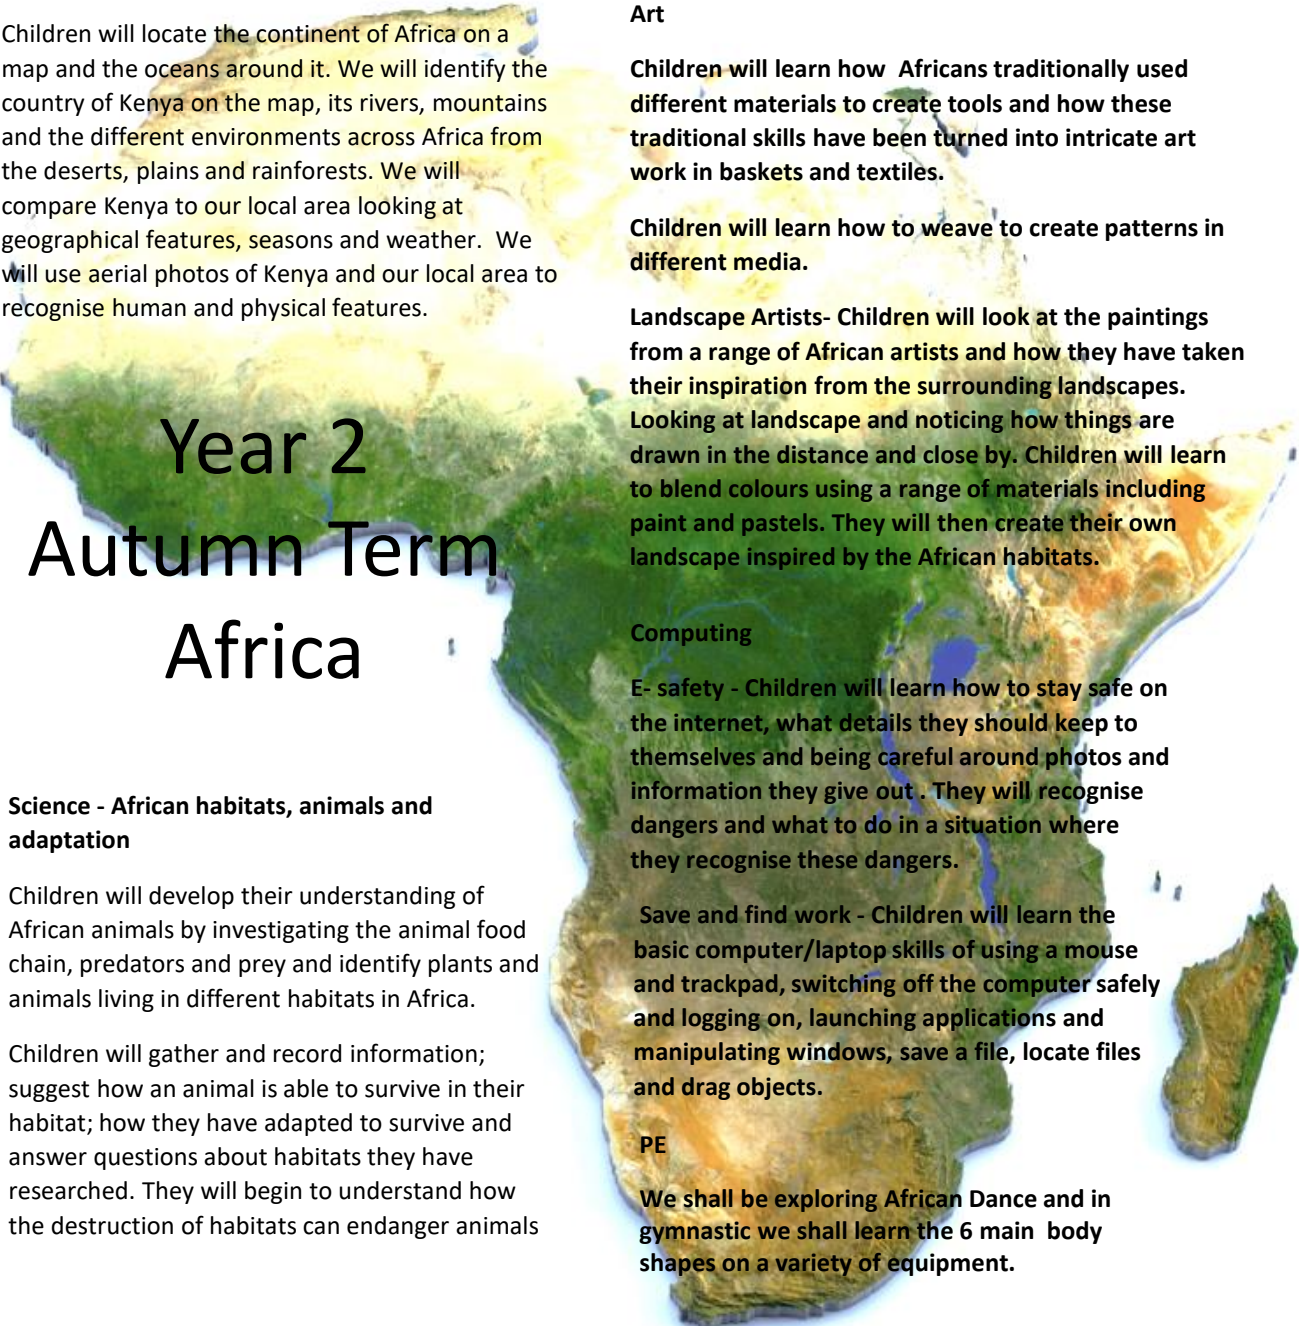 Children will locate the continent of Africa on a
map and the oceans around it. We will identify the
country of Kenya on the map, its rivers, mountains
and the different environments across Africa from
the deserts, plains and rainforests. We will
compare Kenya to our local area looking at
geographical features, seasons and weather.  We
will use aerial photos of Kenya and our local area to
recognise human and physical features.
Year 2
Autumn Term
Africa
Science - African habitats, animals and
adaptation
Children will develop their understanding of
African animals by investigating the animal food
chain, predators and prey and identify plants and
animals living in different habitats in Africa.
Children will gather and record information;
suggest how an animal is able to survive in their
habitat; how they have adapted to survive and
answer questions about habitats they have
researched. They will begin to understand how
the destruction of habitats can endanger animals
Art
Children will learn how  Africans traditionally used
different materials to create tools and how these
traditional skills have been turned into intricate art
work in baskets and textiles.
Children will learn how to weave to create patterns in
different media.
Landscape Artists- Children will look at the paintings
from a range of African artists and how they have taken
their inspiration from the surrounding landscapes.
Looking at landscape and noticing how things are
drawn in the distance and close by. Children will learn
to blend colours using a range of materials including
paint and pastels. They will then create their own
landscape inspired by the African habitats.
Computing
E- safety - Children will learn how to stay safe on
the internet, what details they should keep to
themselves and being careful around photos and
information they give out . They will recognise
dangers and what to do in a situation where
they recognise these dangers.
Save and find work - Children will learn the
basic computer/laptop skills of using a mouse
and trackpad, switching off the computer safely
and logging on, launching applications and
manipulating windows, save a file, locate files
and drag objects.
PE
We shall be exploring African Dance and in
gymnastic we shall learn the 6 main  body
shapes on a variety of equipment.